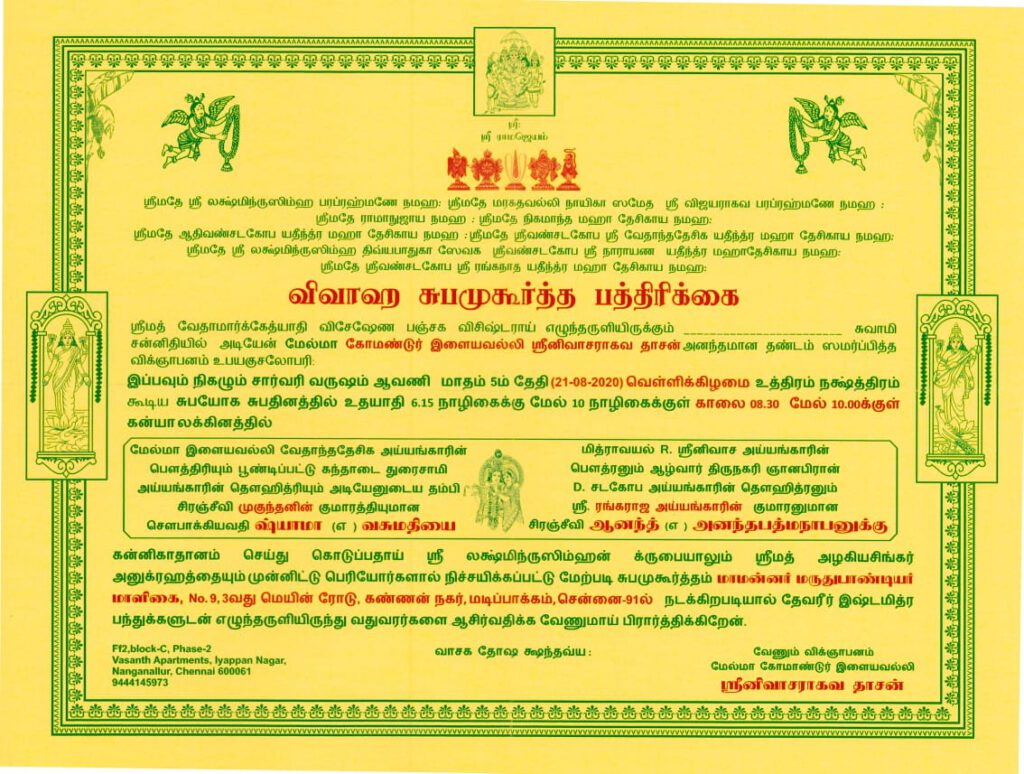 ஸ்ரீ:
ஸ்ரீ ராமஜெயம்
ஸ்ரீமதே ஸ்ரீ லக்ஷ்மிந்ருஸிம்ஹ பரப்ரஹ்மணே நமஹ: ஸ்ரீமதே மரகதவல்லி நாயிகா ஸமேத ஸ்ரீ விஜயராகவ பரப்ரஹ்மணே நமஹ :
ஸ்ரீமதே ராமாநுஜாய நமஹ : ஸ்ரீமதே நிகமாந்த மஹா தேசிகாய நமஹ:
ஸ்ரீமதே ஆதிவண்சடகோப யதீந்த்ர மஹா தேசிகாய நமஹ :ஸ்ரீமதே ஸ்ரீவண்சடகோப ஸ்ரீ வேதாந்ததேசிக யதீந்த்ர மஹா தேசிகாய நமஹ:
ஸ்ரீமதே ஸ்ரீ லக்ஷ்மிந்ருஸிம்ஹ திவ்யபாதுகா ஸேவக ஸ்ரீவண்சடகோப ஸ்ரீ நாராயண யதீந்த்ர மஹாதேசிகாய நமஹ:
ஸ்ரீமதே ஸ்ரீவண்சடகோப ஸ்ரீ ரங்கநாத யதீந்த்ர மஹா தேசிகாய நமஹ:
விவாஹ சுபமுகூர்த்த பத்திரிக்கை
ஸ்ரீமத் வேதாமார்க்கேத்யாதி விசேஷேண பஞ்சக விசிஷ்டராய் எழுந்தருளியிருக்கும் ____________________ சுவாமி
சன்னிதியில் அடியேன் மேல்மா கோமண்டுர் இளையவல்லி ஸ்ரீனிவாசராகவ தாசன் அனந்தமான தண்டம் ஸமர்ப்பித்த
விக்ஞாபனம் உபயகுசலோபரி:
இப்பவும் நிகழும் சார்வரி வருஷம் ஆவணி மாதம் 5ம் தேதி (21-08-2020) வெள்ளிக்கிழமை உத்திரம் நக்ஷத்திரம்
கூடிய சுபயோக சுபதினத்தில் உதயாதி 6.15 நாழிகைக்கு மேல் 10 நாழிகைக்குள் காலை 08.30 மேல் 10.00க்குள்
கன்யா லக்கினத்தில்
மேல்மா இளையவல்லி வேதாந்ததேசிக அய்யங்காரின்
பௌத்திரியும் பூண்டிப்பட்டு கந்தாடை துரைசாமி
அய்யங்காரின் தௌஹித்ரியும் அடியேனுடைய தம்பி
சிரஞ்சீவி முகுந்தனின் குமாரத்தியுமான
சௌபாக்கியவதி ஷ்யாமா (எ ) வசுமதியை
மித்ராவயல் R. ஸ்ரீனிவாச அய்யங்காரின்
பௌத்ரனும் ஆழ்வார் திருநகரி ஞானபிரான்
D. சடகோப அய்யங்காரின் தௌஹித்ரனும்
ஸ்ரீ. ரங்கராஜ அய்யங்காரின் குமாரனுமான
சிரஞ்சீவி ஆனந்த் (எ ) அனந்தபத்மநாபனுக்கு
கன்னிகாதானம் செய்து கொடுப்பதாய் ஸ்ரீ லக்ஷ்மிந்ருஸிம்ஹன் க்ருபையாலும் ஸ்ரீமத் அழகியசிங்கர்
அனுக்ரஹத்தையும் முன்னிட்டு பெரியோர்களால் நிச்சயிக்கப்பட்டு மேற்படி சுபமுகூர்த்தம் மாமன்னர் மருதுபாண்டியர்
மாளிகை, No. 9, 3வது மெயின் ரோடு, கண்ணன் நகர், மடிப்பாக்கம், சென்னை-91ல் நடக்கிறபடியால் தேவரீர் இஷ்டமித்ர
பந்துக்களுடன் எழுந்தருளியிருந்து வதுவரர்களை ஆசிர்வதிக்க வேணுமாய் பிரார்த்திக்கிறேன்.
Ff2,block-C, Phase-2
Vasanth Apartments, Iyappan Nagar,
Nanganallur, Chennai 600061
9444145973
வாசக தோஷ க்ஷந்தவ்ய :
வேணும் விக்ஞாபனம்
மேல்மா கோமாண்டுர் இளையவல்லி
ஸ்ரீனிவாசராகவ தாசன்